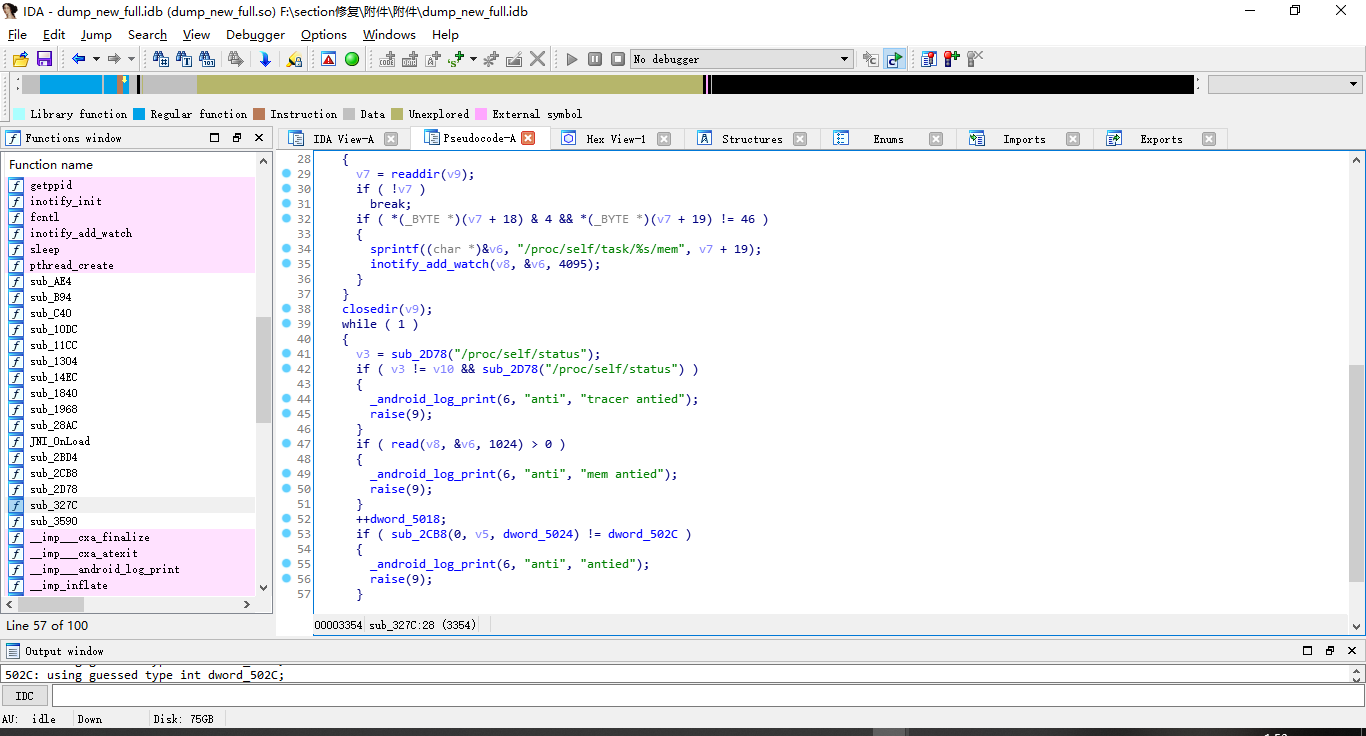 IDA - dump_new_full.idb (dump_new_full.so) F:\section修复\附件\附件\dump_new_full.idb
File Edit Jump Search View Debugger Options Windows Help
No debugger
Library function Regular function Instruction Data Unexplored External symbol
Functions window
IDA View-A Pseudocode-A Hex View-1 Structures Enums Imports Exports
Function name
getppid
inotify_init
fcntl
inotify_add_watch
sleep
pthread_create
sub_AE4
sub_B94
sub_C40
sub_10DC
sub_11CC
sub_1304
sub_14EC
sub_1840
sub_1968
sub_28AC
JNI_OnLoad
sub_2BD4
sub_2CB8
sub_2D78
sub_327C
sub_3590
__imp___cxa_finalize
__imp___cxa_atexit
__imp___android_log_print
__imp_inflate
Line 57 of 100
28 {
29 v7 = readdir(v9);
30 if ( !v7 )
31 break;
32 if ( *(_BYTE *)(v7 + 18) & 4 && *(_BYTE *)(v7 + 19) != 46 )
33 {
34 sprintf((char *)&v6, "/proc/self/task/%s/mem", v7 + 19);
35 inotify_add_watch(v8, &v6, 4095);
36 }
37 }
38 closedir(v9);
39 while ( 1 )
40 {
41 v3 = sub_2D78("/proc/self/status");
42 if ( v3 != v10 && sub_2D78("/proc/self/status") )
43 {
44 _android_log_print(6, "anti", "tracer antied");
45 raise(9);
46 }
47 if ( read(v8, &v6, 1024) > 0 )
48 {
49 _android_log_print(6, "anti", "mem antied");
50 raise(9);
51 }
52 ++dword_5018;
53 if ( sub_2CB8(0, v5, dword_5024) != dword_502C )
54 {
55 _android_log_print(6, "anti", "antied");
56 raise(9);
57 }
00003354 sub_327C:28 (3354)
Output window
502C: using guessed type int dword_502C;
IDC
AU: idle Down Disk: 75GB